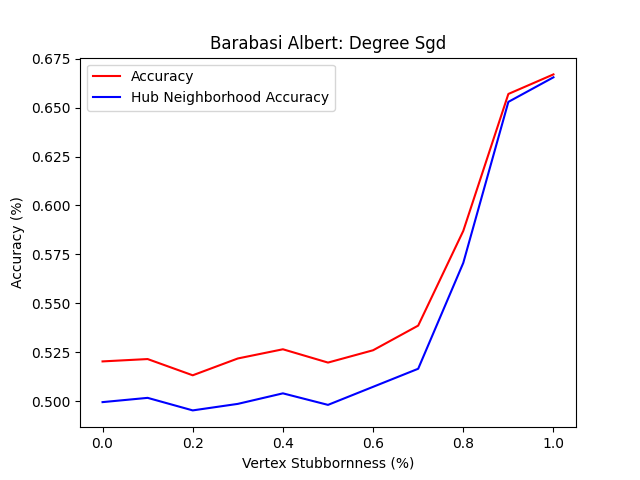 Barabasi Albert: Degree Sgd
Accuracy
Hub Neighborhood Accuracy
Accuracy (%)
0.675
0.650
0.625
0.600
0.575
0.550
0.525
0.500
0.0 0.2 0.4 0.6 0.8 1.0
Vertex Stubbornness (%)